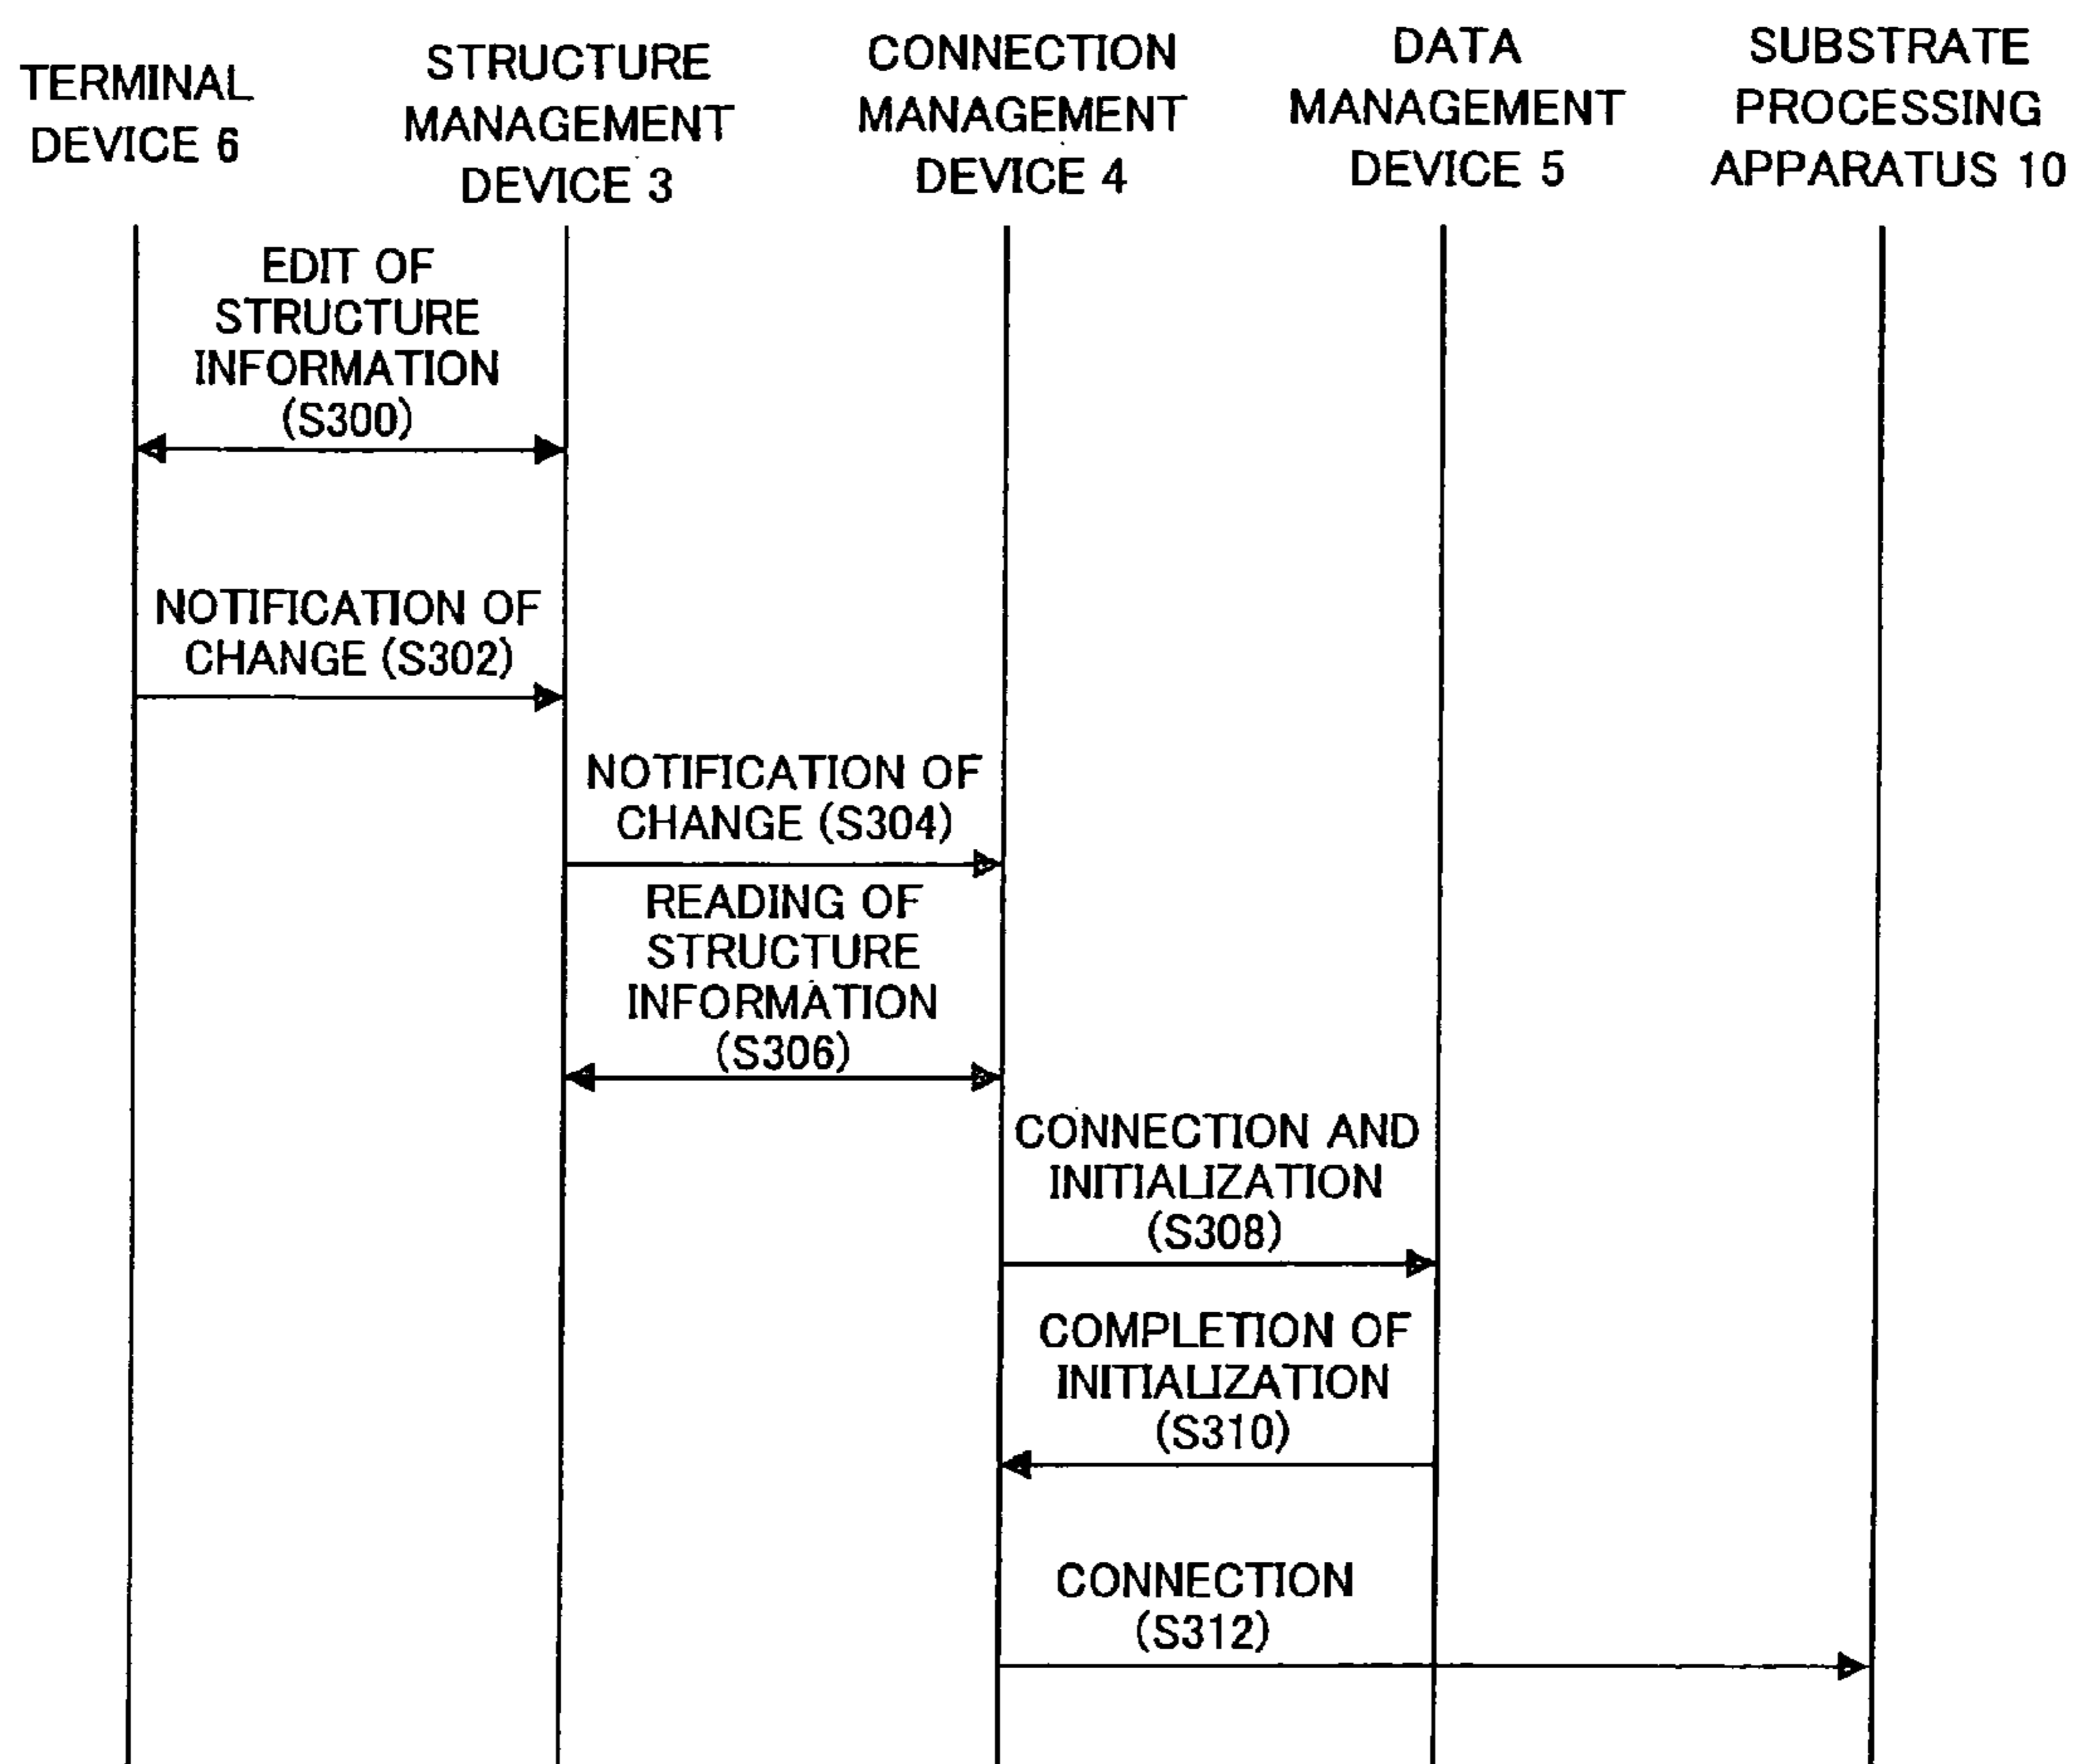 TERMINAL
DEVICE 6
STRUCTURE
MANAGEMENT
DEVICE 3
CONNECTION
MANAGEMENT
DEVICE 4
DATA
MANAGEMENT
DEVICE 5
SUBSTRATE
PROCESSING
APPARATUS 10
EDIT OF
STRUCTURE
INFORMATION
(S300)
NOTIFICATION OF
CHANGE (S302)
NOTIFICATION OF
CHANGE (S304)
READING OF
STRUCTURE
INFORMATION
(S306)
CONNECTION AND
INITIALIZATION
(S308)
COMPLETION OF
INITIALIZATION
(S310)
CONNECTION
(S312)